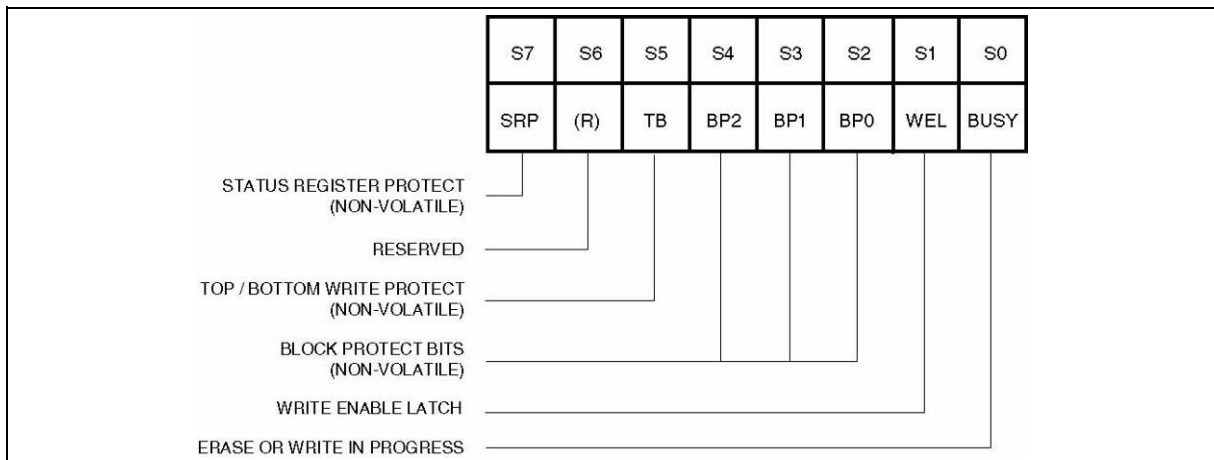 S7 S6 S5 S4 S3 S2 S1 S0
SRP (R) TB BP2 BP1 BP0 WEL BUSY
STATUS REGISTER PROTECT
(NON-VOLATILE)
RESERVED
TOP / BOTTOM WRITE PROTECT
(NON-VOLATILE)
BLOCK PROTECT BITS
(NON-VOLATILE)
WRITE ENABLE LATCH
ERASE OR WRITE IN PROGRESS